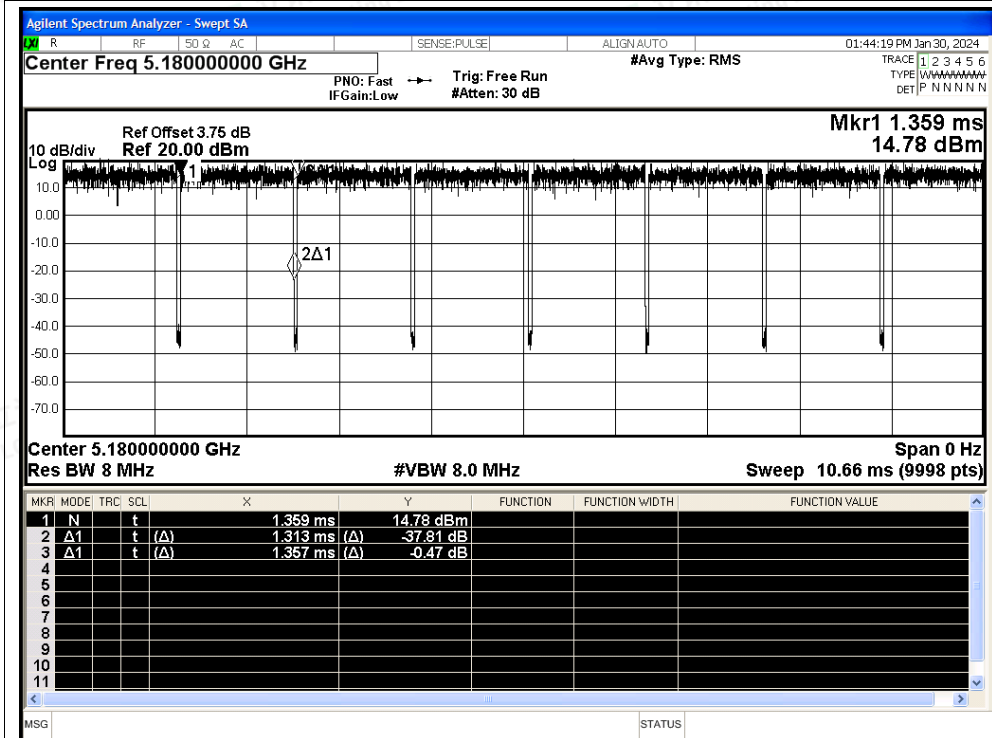 Agilent Spectrum Analyzer - Swept SA
LXI R RF 50 Ω AC SENSE:PULSE ALIGN AUTO 01:44:19 PM Jan 30, 2024
Center Freq 5.180000000 GHz #Avg Type: RMS TRACE 1 2 3 4 5 6
PNO: Fast Trig: Free Run TYPE WWWWWW
IFGain:Low #Atten: 30 dB DET P N N N N N
Mkr1 1.359 ms
Ref Offset 3.75 dB
10 dB/div Ref 20.00 dBm 14.78 dBm
Log
1
10.0
0.00
-10.0
2Δ1
-20.0
-30.0
-40.0
-50.0
-60.0
-70.0
Center 5.180000000 GHz Span 0 Hz
Res BW 8 MHz #VBW 8.0 MHz Sweep 10.66 ms (9998 pts)
MKR MODE TRC SCL X Y FUNCTION FUNCTION WIDTH FUNCTION VALUE
1 N t 1.359 ms 14.78 dBm
2 Δ1 t (Δ) 1.313 ms (Δ) -37.81 dB
3 Δ1 t (Δ) 1.357 ms (Δ) -0.47 dB
4
5
6
7
8
9
10
11
MSG STATUS